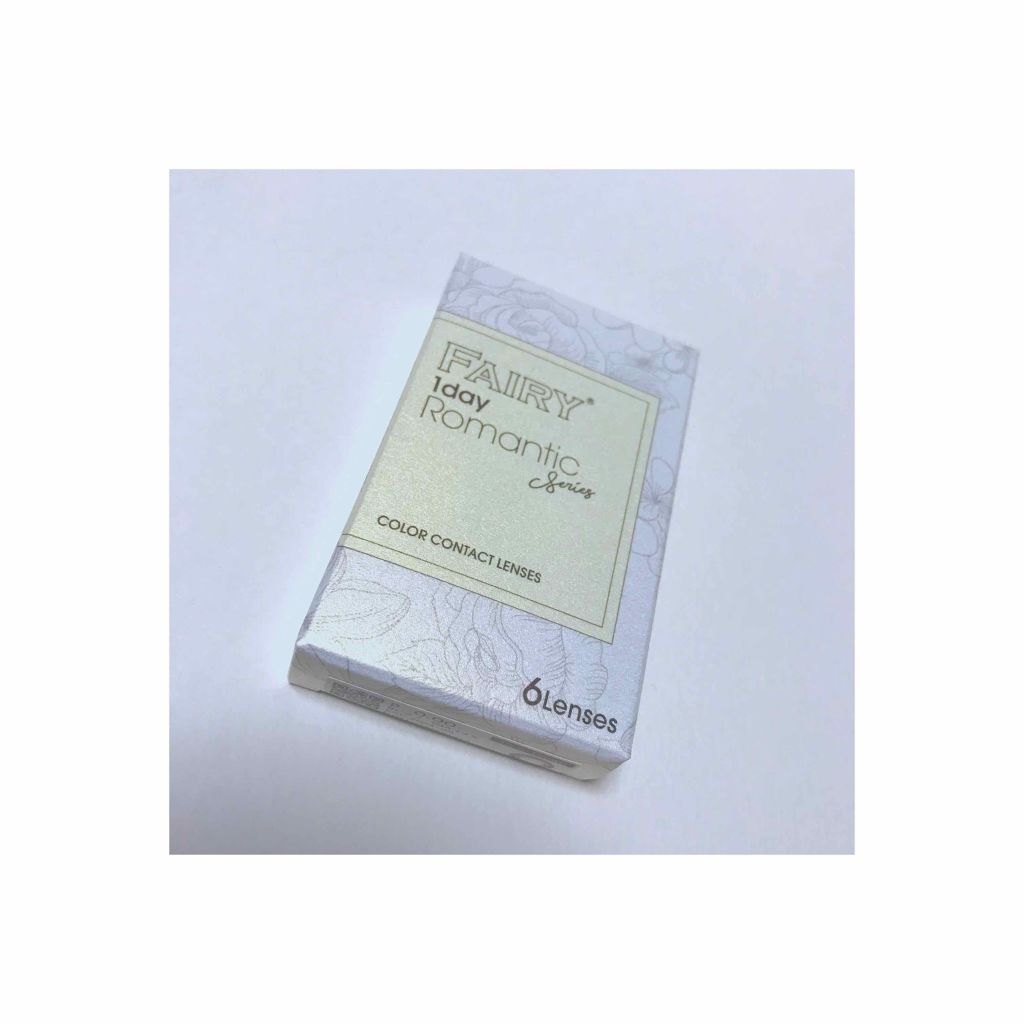 FAIRY®
1day
Romantic
Series
COLOR CONTACT LENSES
6Lenses